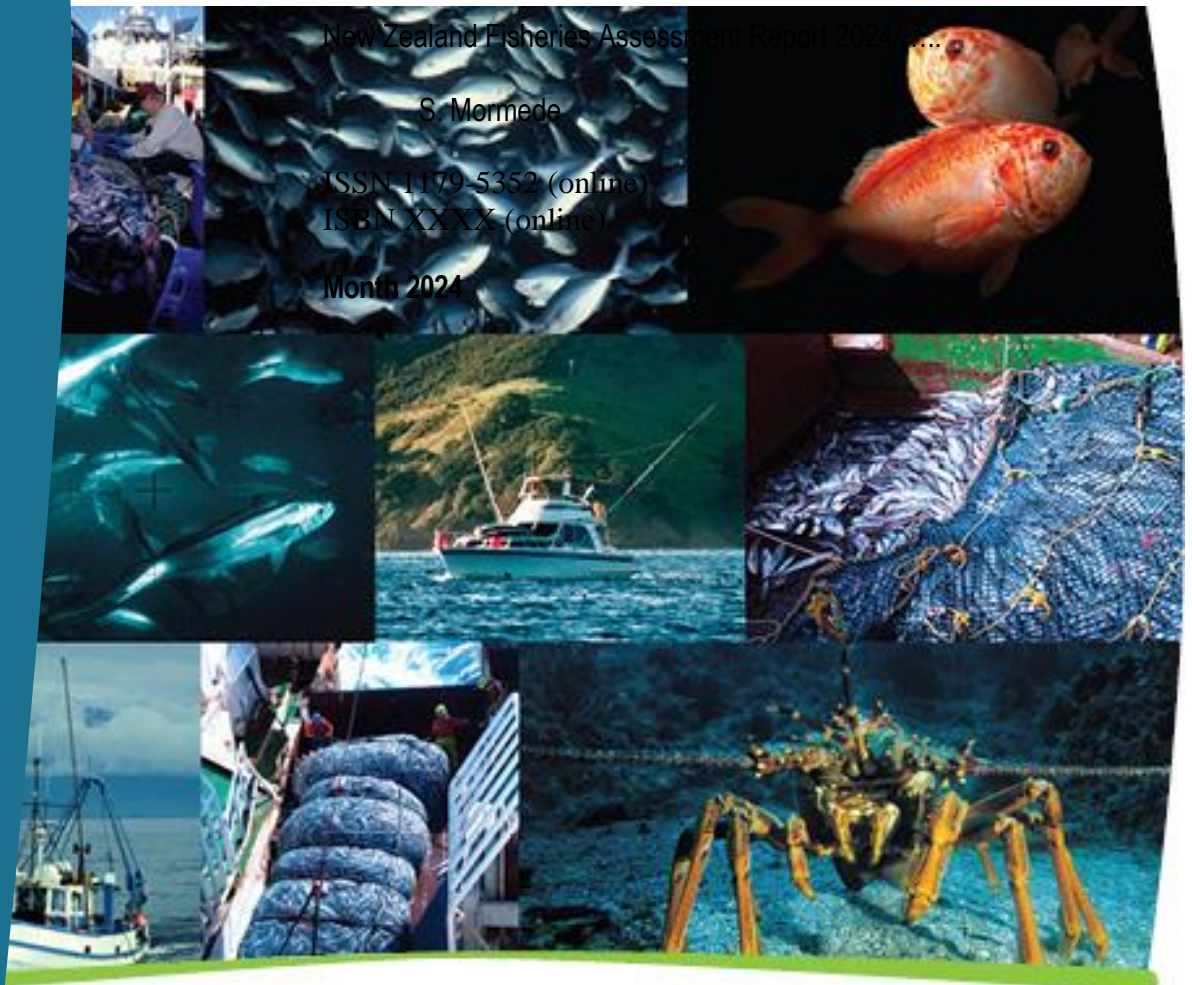 New Zealand Fisheries Assessment Report 2024/….
S. Mormede
ISSN 1179-5352 (online)
ISBN XXXX (online)
Month 2024